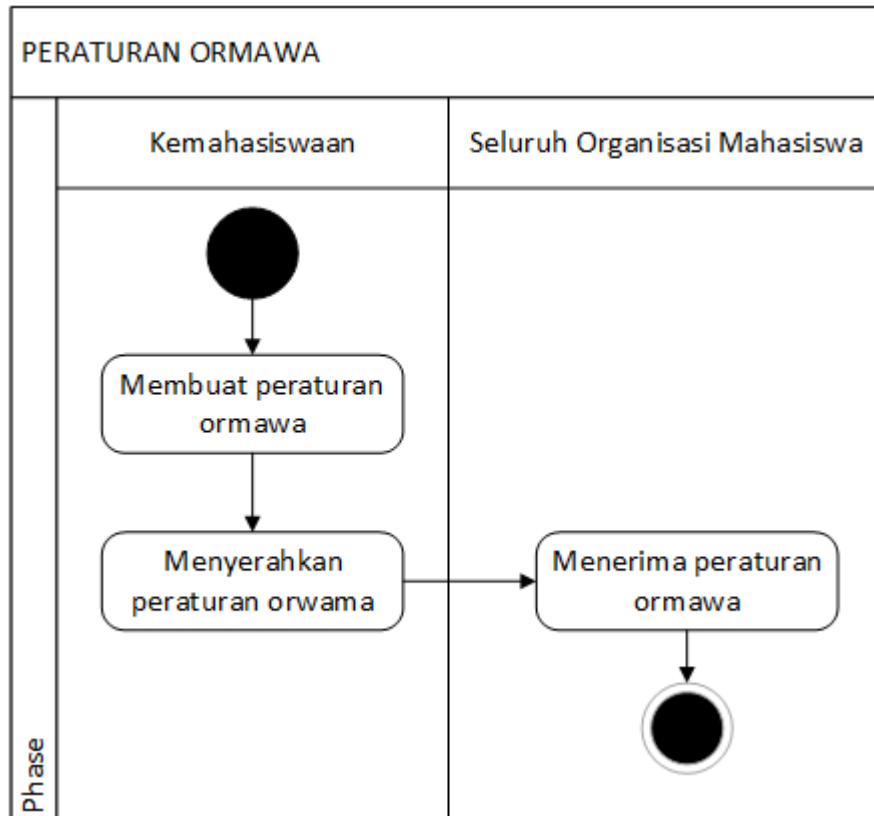 PERATURAN ORMAWA
Kemahasiswaan
Seluruh Organisasi Mahasiswa
Membuat peraturan
ormawa
Menyerahkan
peraturan orwama
Menerima peraturan
ormawa
Phase